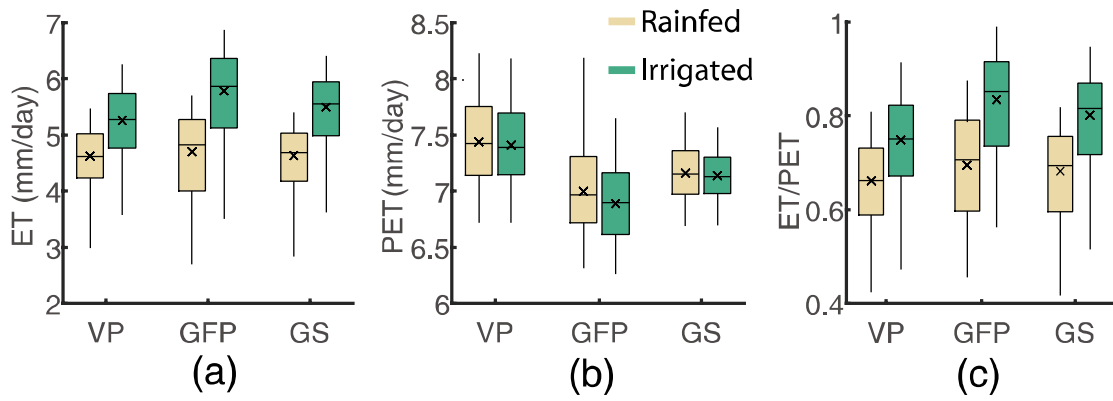 ET (mm/day)
7
6
5
4
3
2
VP GFP GS
(a)
PET (mm/day)
8.5
8
7.5
7
6.5
6
VP GFP GS
(b)
Rainfed
Irrigated
ET/PET
1
0.8
0.6
0.4
VP GFP GS
(c)